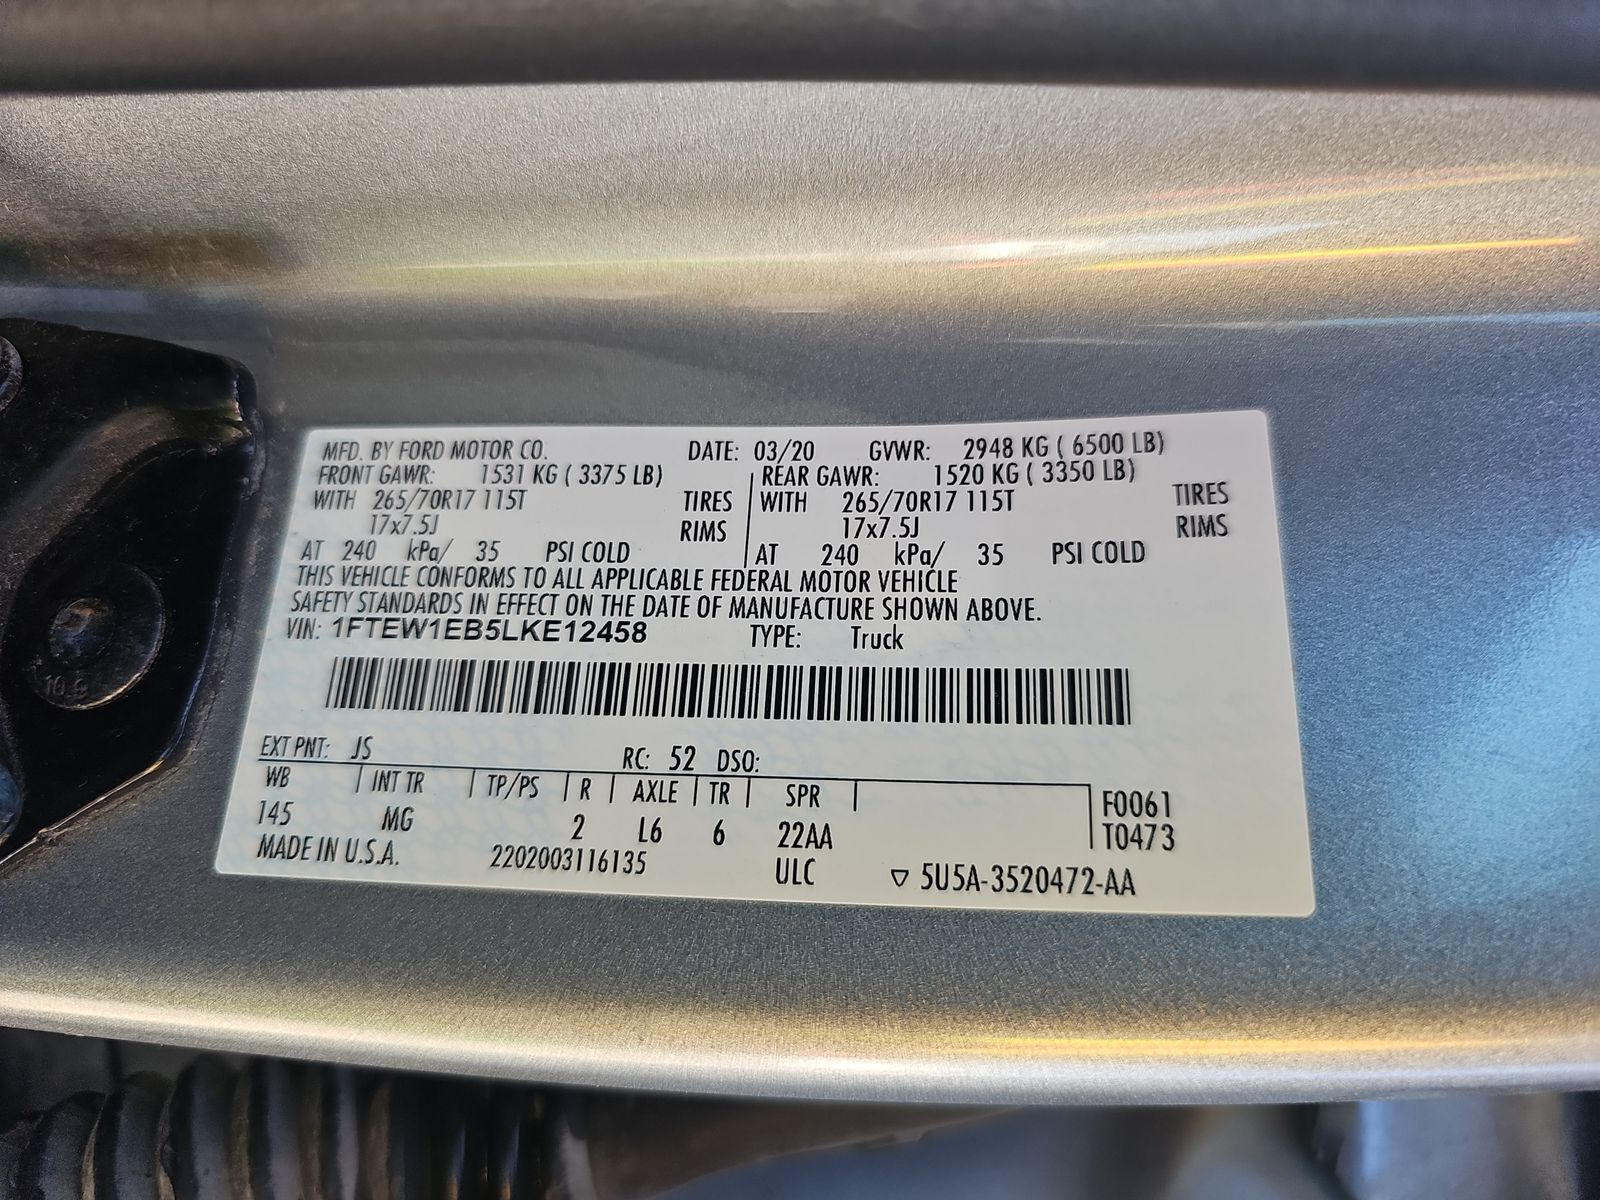 MFD. BY FORD MOTOR CO. DATE: 03/20 GVWR: 2948 KG ( 6500 LB)
FRONT GAWR: 1531 KG ( 3375 LB) REAR GAWR: 1520 KG ( 3350 LB)
WITH 265/70R17 115T TIRES WITH 265/70R17 115T TIRES
17x7.5J RIMS 17x7.5J RIMS
AT 240 kPa/ 35 PSI COLD AT 240 kPa/ 35 PSI COLD
THIS VEHICLE CONFORMS TO ALL APPLICABLE FEDERAL MOTOR VEHICLE
SAFETY STANDARDS IN EFFECT ON THE DATE OF MANUFACTURE SHOWN ABOVE.
VIN: 1FTEW1EB5LKE12458 TYPE: Truck
EXT PNT: JS RC: 52 DSO:
WB INT TR TP/PS R AXLE TR SPR F0061
145 MG 2 L6 6 22AA T0473
MADE IN U.S.A. 2202003116135 ULC ▽ 5U5A-3520472-AA
10.9